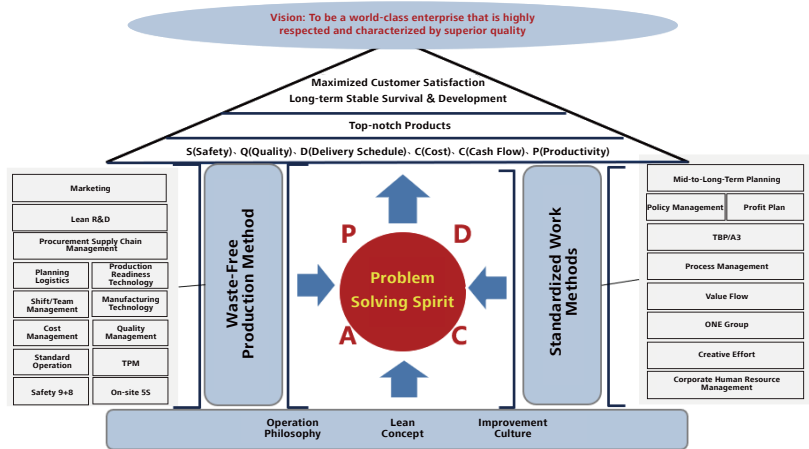 Vision: To be a world-class enterprise that is highly
respected and characterized by superior quality
Maximized Customer Satisfaction
Long-term Stable Survival & Development
Top-notch Products
S(Safety)、Q(Quality)、D(Delivery Schedule)、C(Cost)、C(Cash Flow)、P(Productivity)
Marketing
Lean R&D
Procurement Supply Chain
Management
Planning
Logistics
Production
Readiness
Technology
Shift/Team
Management
Manufacturing
Technology
Cost
Management
Quality
Management
Standard
Operation
TPM
Safety 9+8
On-site 5S
Waste-Free
Production Method
P
D
Problem
Solving Spirit
A
C
Standardized Work
Methods
Mid-to-Long-Term Planning
Policy Management
Profit Plan
TBP/A3
Process Management
Value Flow
ONE Group
Creative Effort
Corporate Human Resource
Management
Operation
Philosophy
Lean
Concept
Improvement
Culture